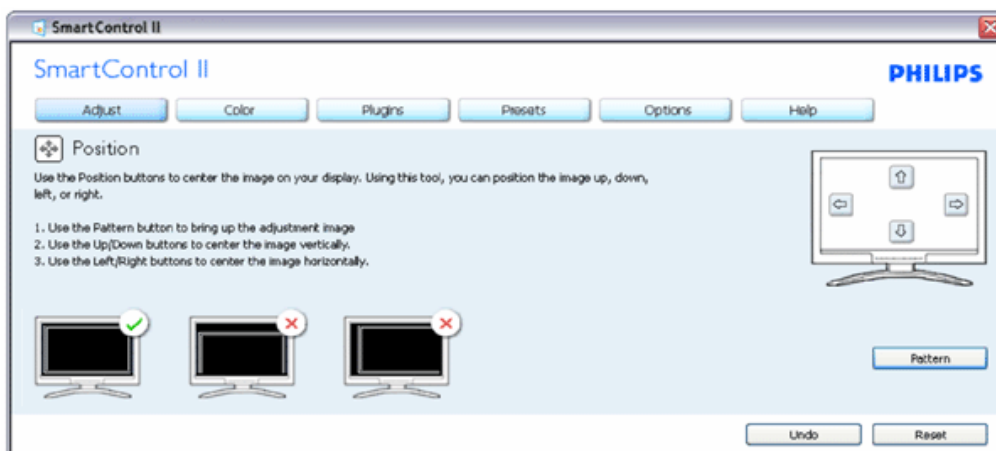 SmartControl II
SmartControl II
PHILIPS
Adjust Color Plugins Presets Options Help
Position
Use the Position buttons to center the image on your display. Using this tool, you can position the image up, down,
left, or right.
1. Use the Pattern button to bring up the adjustment image
2. Use the Up/Down buttons to center the image vertically.
3. Use the Left/Right buttons to center the image horizontally.
Pattern
Undo Reset